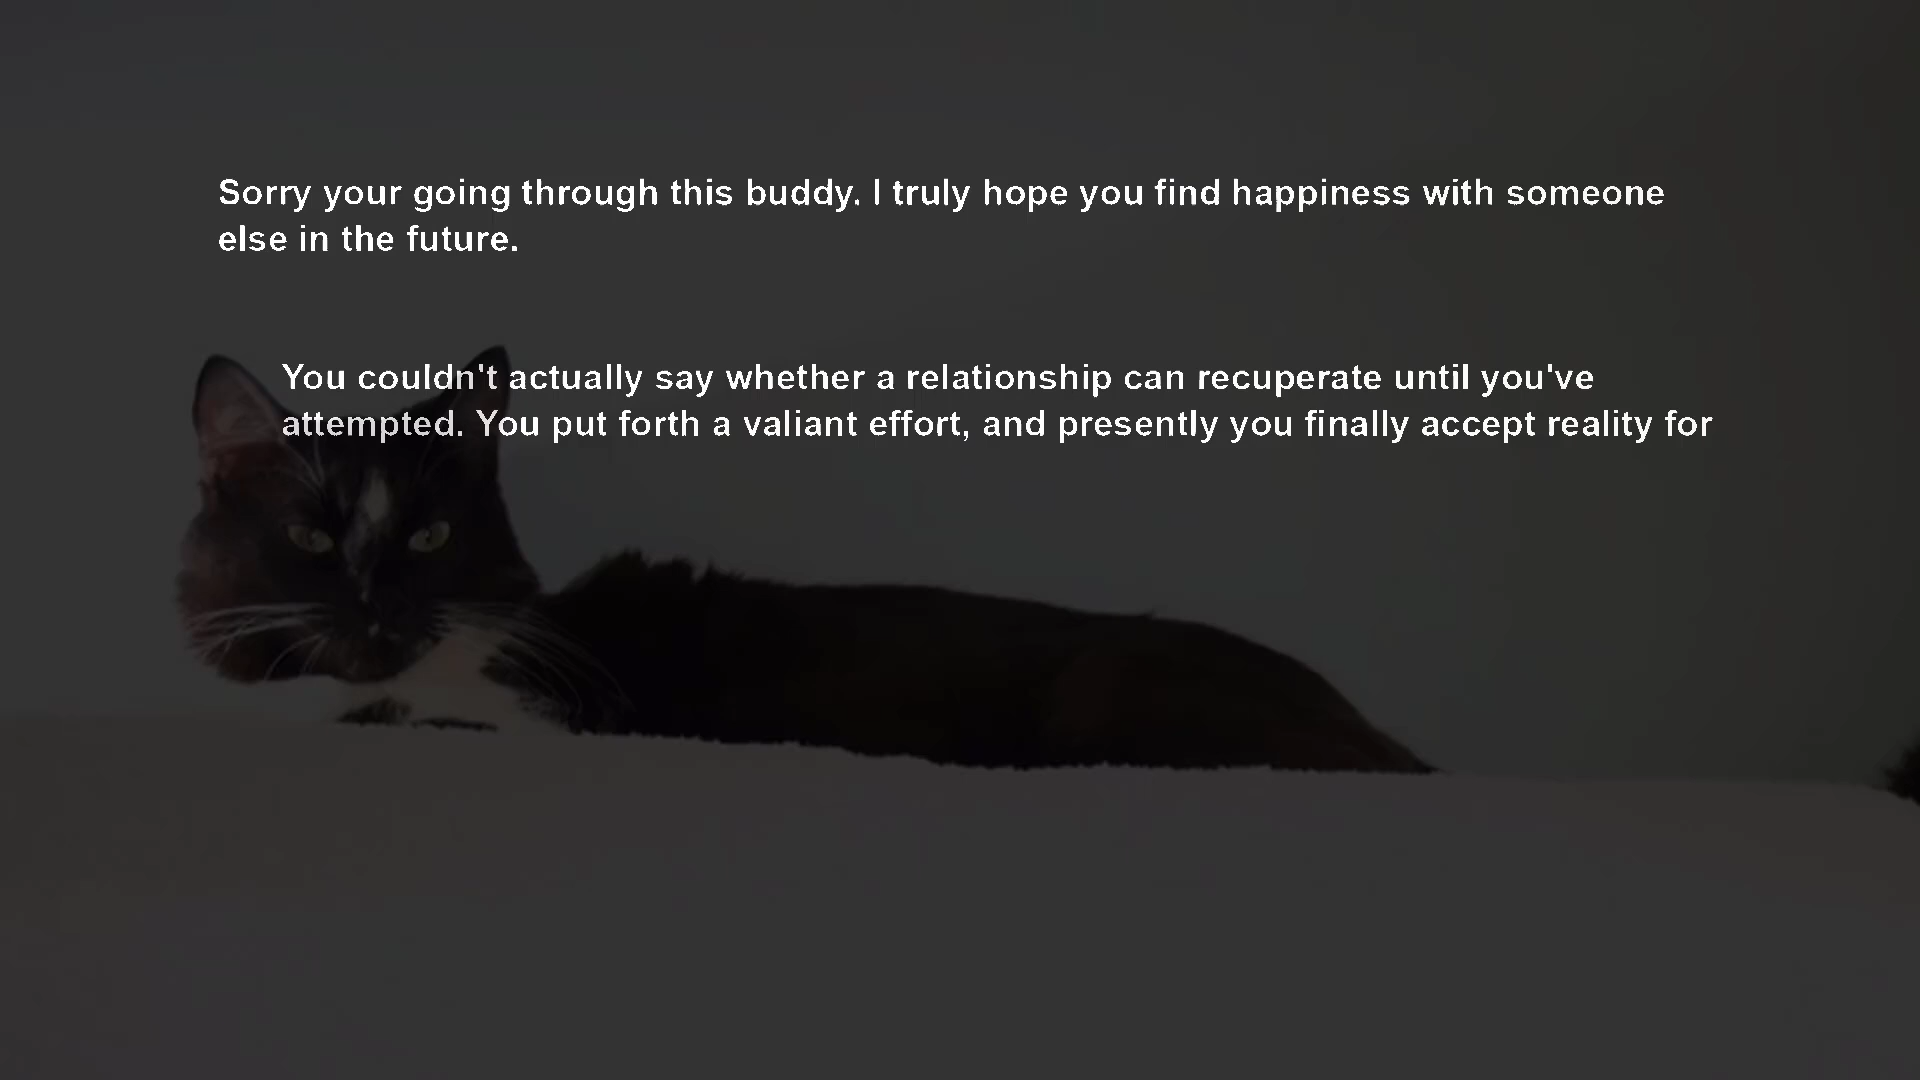 Sorry your going through this buddy. I truly hope you find happiness with someone
else in the future.
You couldn't actually say whether a relationship can recuperate until you've
attempted. You put forth a valiant effort, and presently you finally accept reality for